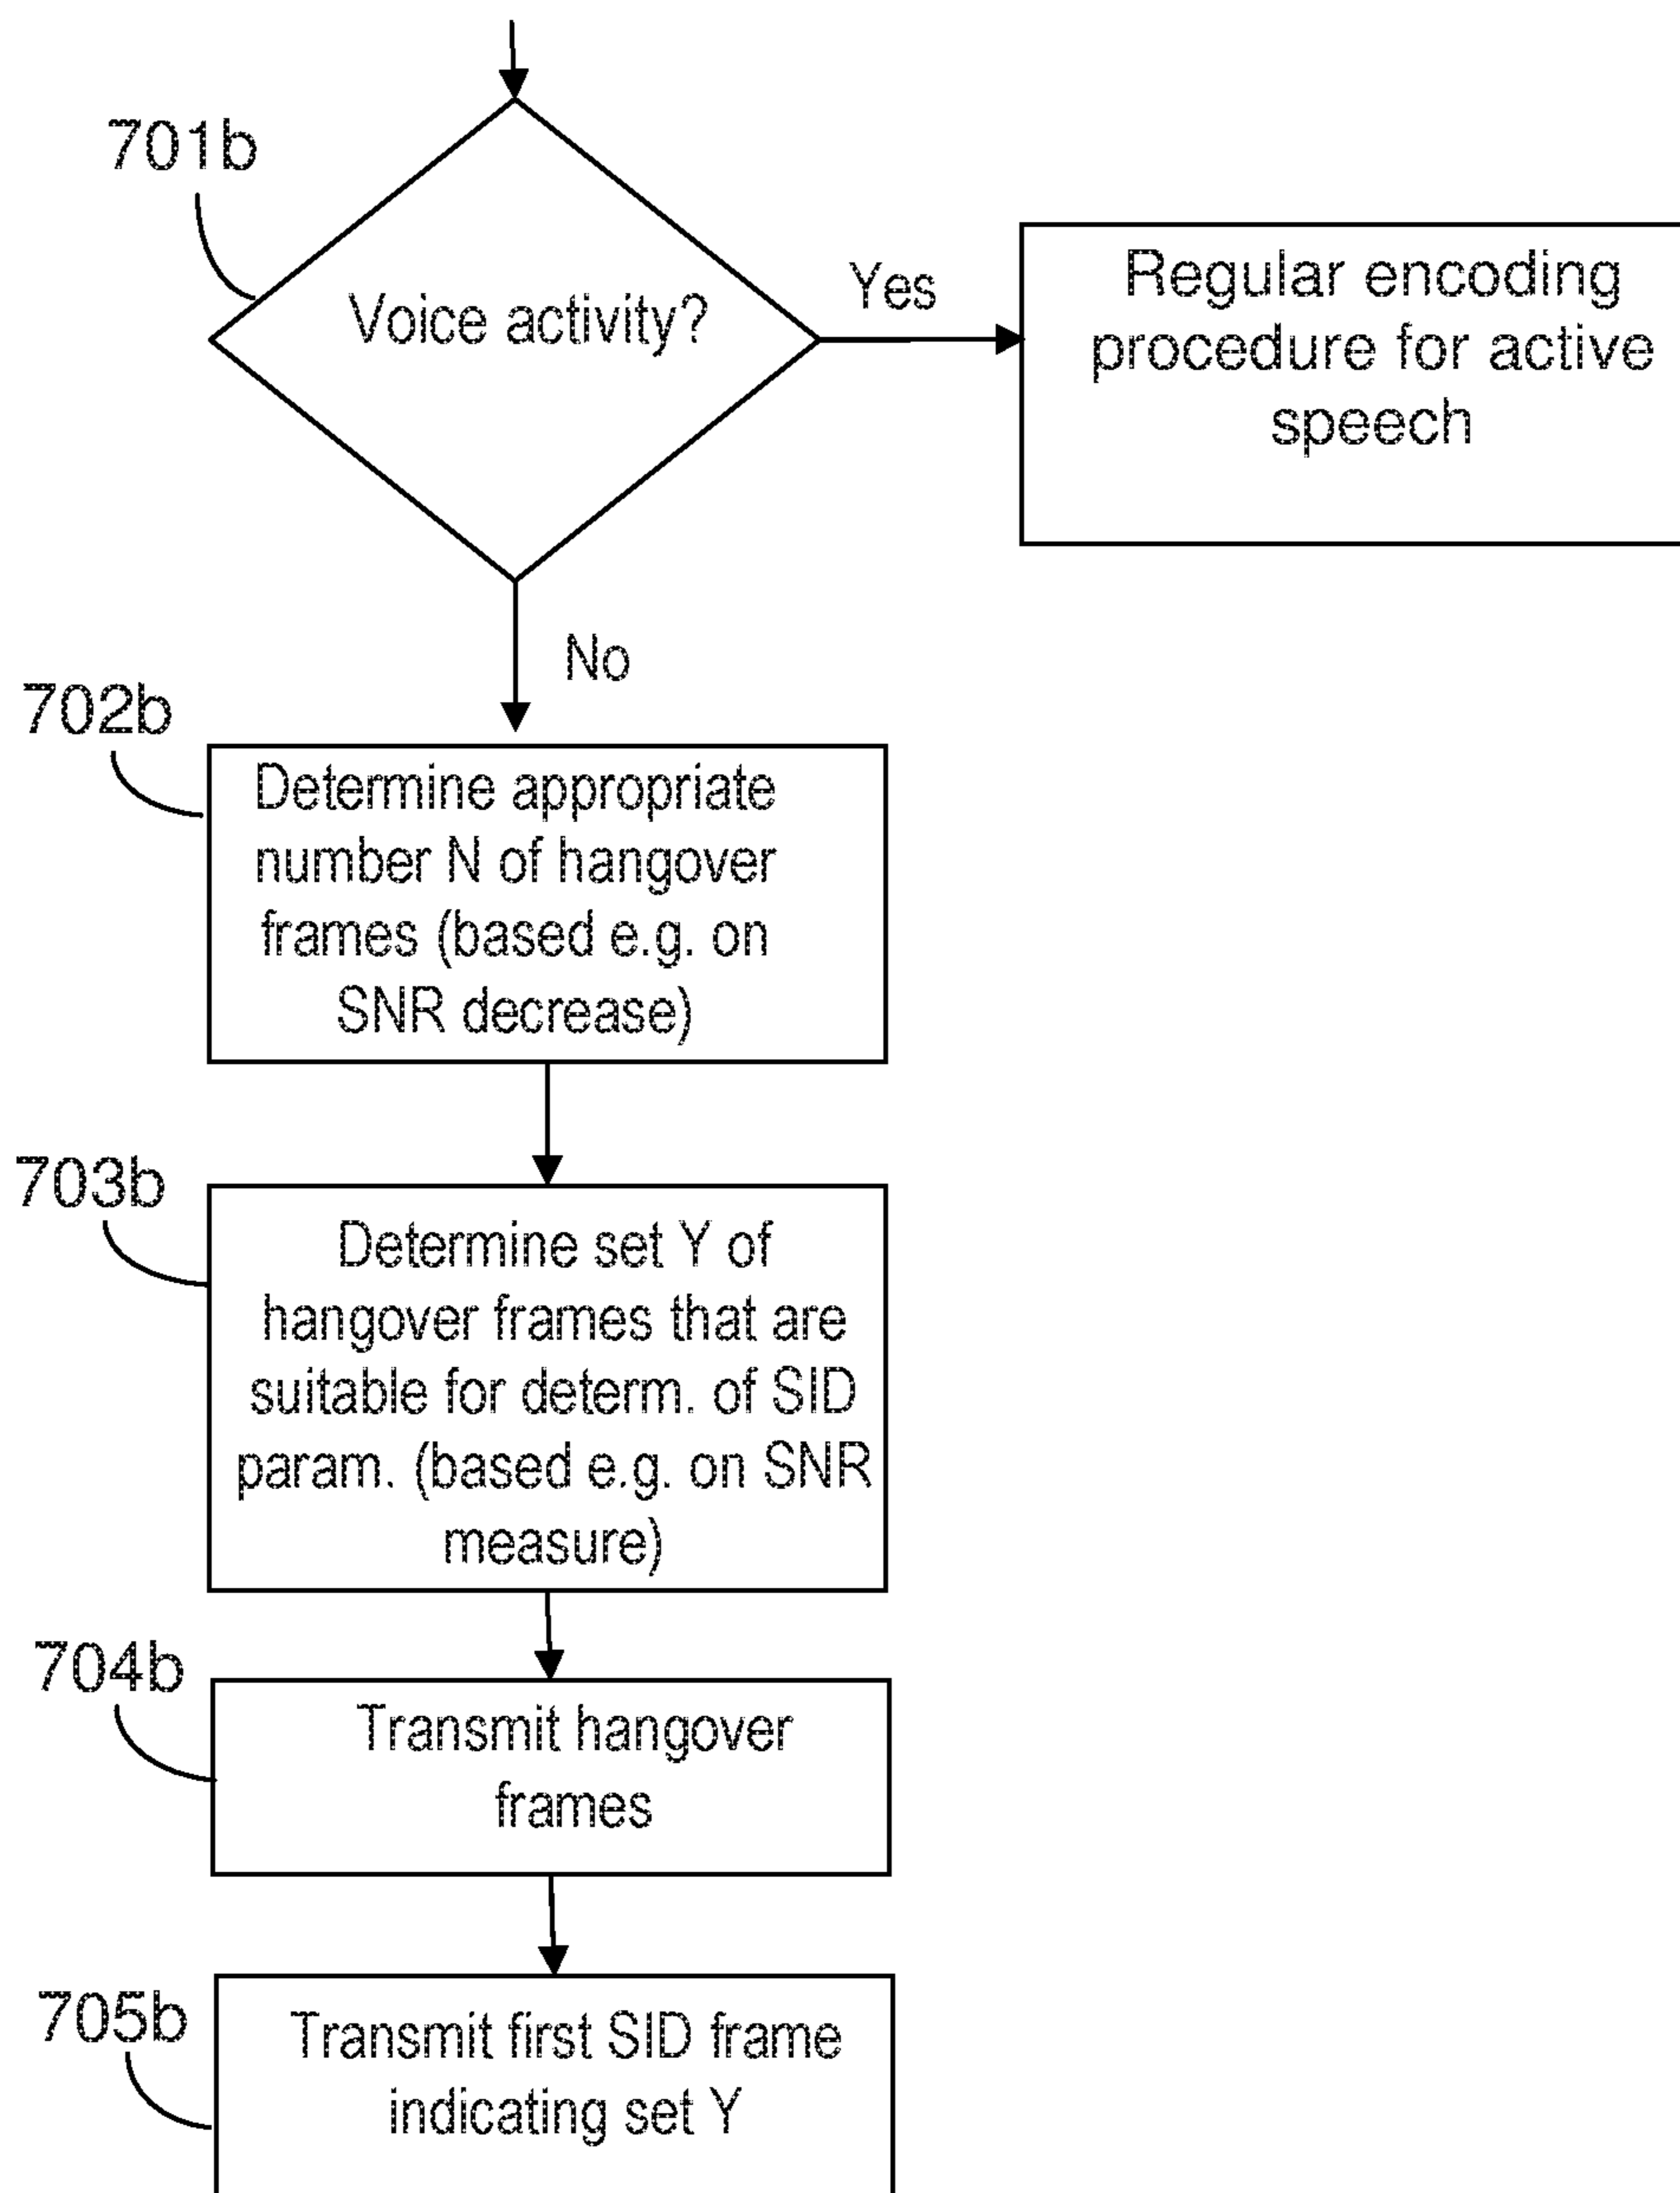 701b
Voice activity?
Yes
Regular encoding
procedure for active
speech
No
702b
Determine appropriate
number N of hangover
frames (based e.g. on
SNR decrease)
703b
Determine set Y of
hangover frames that are
suitable for determ. of SID
param. (based e.g. on SNR
measure)
704b
Transmit hangover
frames
705b
Transmit first SID frame
indicating set Y